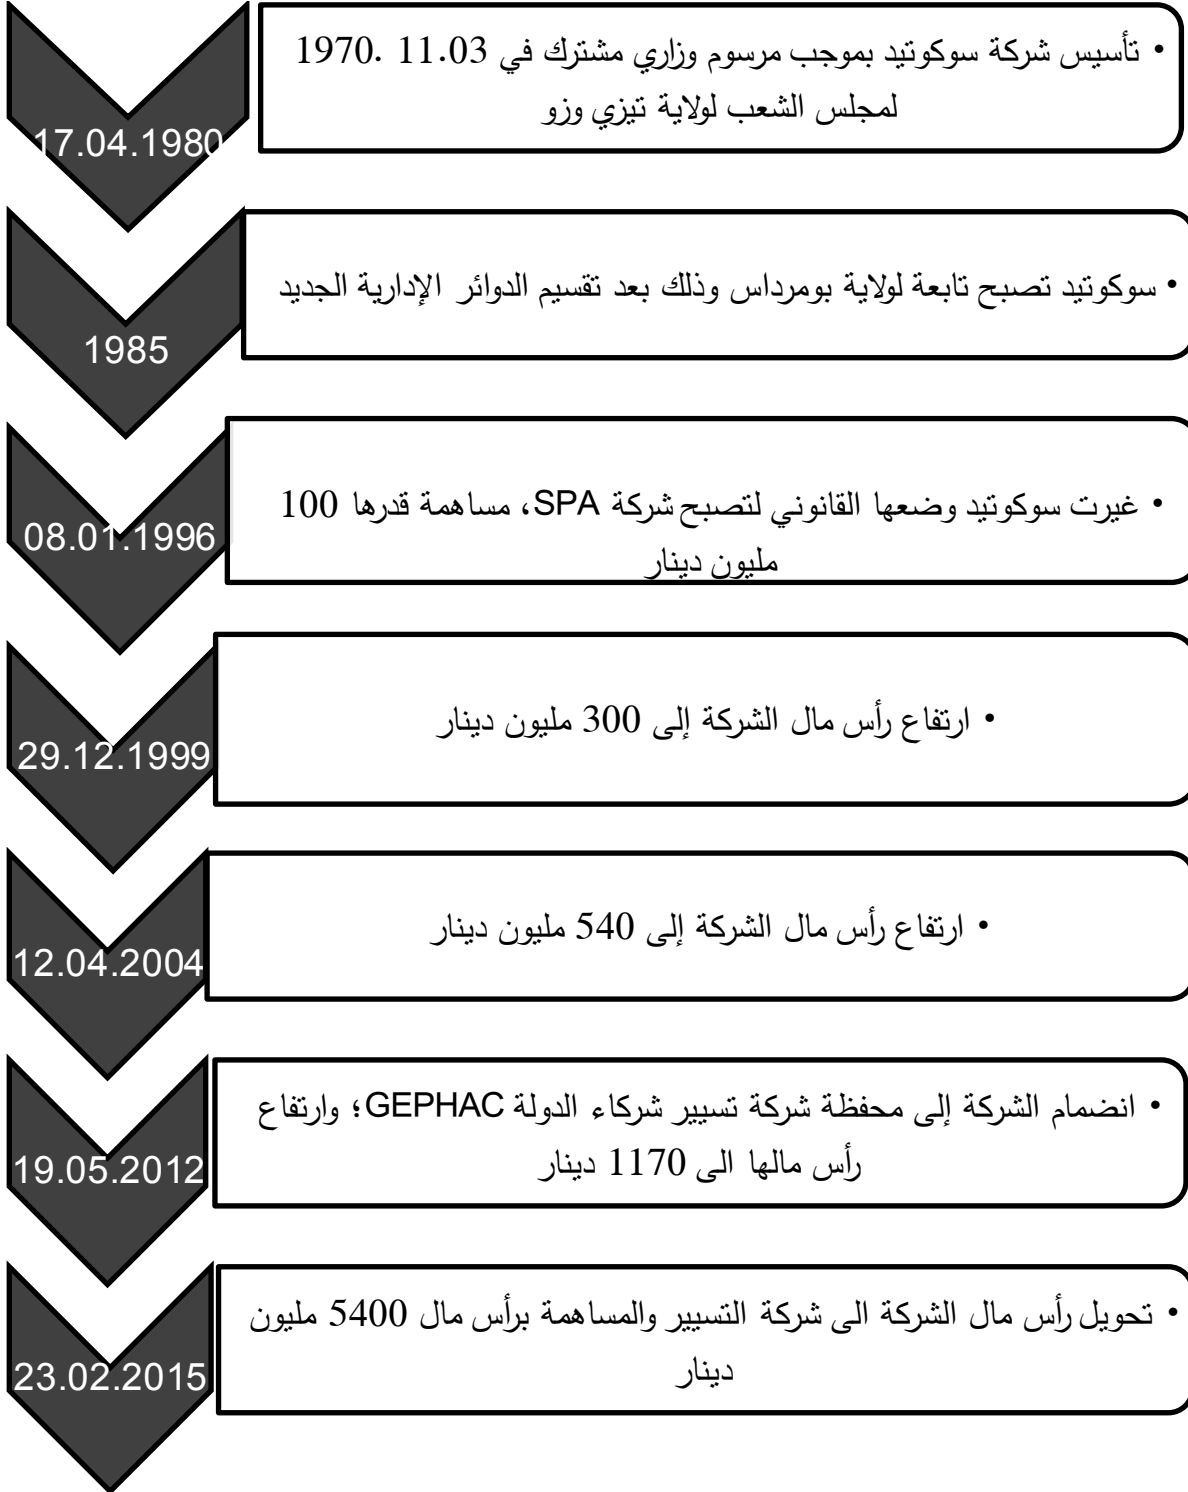 17.04.1980
• تأسيس شركة سوكوتيد بموجب مرسوم وزاري مشترك في 11.03 .1970
لمجلس الشعب لولاية تيزي وزو
1985
• سوكوتيد تصبح تابعة لولاية بومرداس وذلك بعد تقسيم الدوائر الإدارية الجديد
08.01.1996
• غيرت سوكوتيد وضعها القانوني لتصبح شركة SPA، مساهمة قدرها 100
مليون دينار
29.12.1999
• ارتفاع رأس مال الشركة إلى 300 مليون دينار
12.04.2004
• ارتفاع رأس مال الشركة إلى 540 مليون دينار
19.05.2012
• انضمام الشركة إلى محفظة شركة تسيير شركاء الدولة GEPHAC؛ وارتفاع
رأس مالها الى 1170 دينار
23.02.2015
• تحويل رأس مال الشركة الى شركة التسيير والمساهمة برأس مال 5400 مليون
دينار